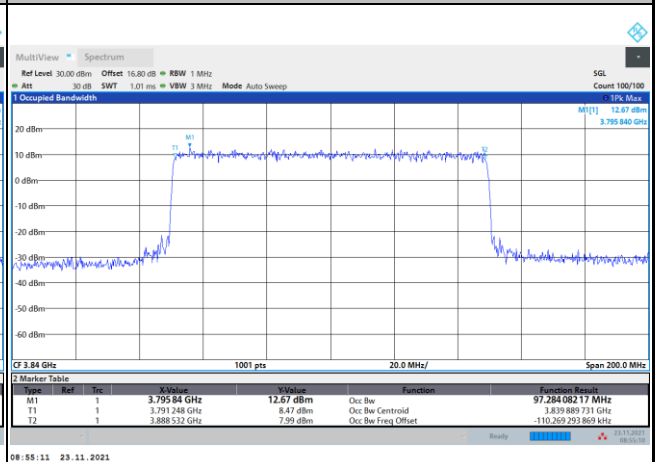 MultiView Spectrum
Ref Level 30.00 dBm Offset 16.80 dB RBW 1 MHz SGL
Att 30 dB SWT 1.01 ms VBW 3 MHz Mode Auto Sweep Count 100/100
1 Occupied Bandwidth 1Pk Max
M1[1] 12.67 dBm
3.795 840 GHz
20 dBm
M1
T1
T2
10 dBm
0 dBm
-10 dBm
-20 dBm
-30 dBm
-40 dBm
-50 dBm
-60 dBm
CF 3.84 GHz 1001 pts 20.0 MHz/ Span 200.0 MHz
2 Marker Table
Type Ref Trc X-Value Y-Value Function Function Result
M1 1 3.795 84 GHz 12.67 dBm Occ Bw 97.284 082 17 MHz
T1 1 3.791 248 GHz 8.47 dBm Occ Bw Centroid 3.839 889 731 GHz
T2 1 3.888 532 GHz 7.99 dBm Occ Bw Freq Offset -110.269 293 869 kHz
Ready 23.11.2021
08:55:10
08:55:11 23.11.2021